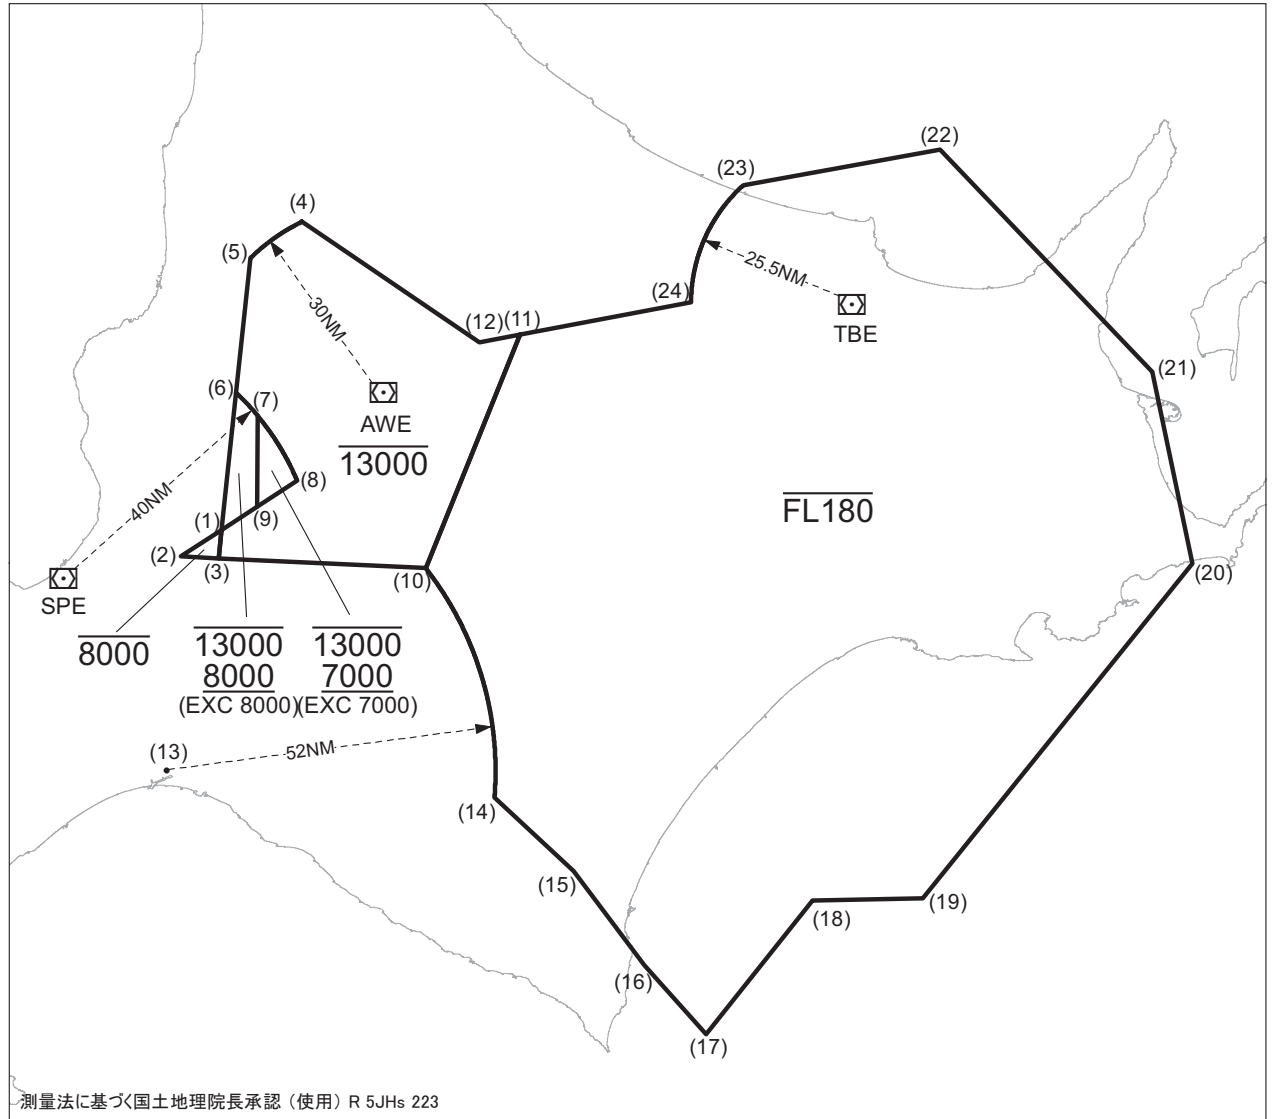 (22)
(23)
(4)
(5)
25.5NM
(24)
30NM
(12) (11)
TBE
(21)
(6)
(7)
AWE
13000
(8)
40NM
FL180
(1)
(9)
(2)
(3)
(10)
(20)
SPE
8000
13000
8000
(EXC 8000)
13000
7000
(EXC 7000)
(13)
52NM
(14)
(15)
(19)
(18)
(16)
(17)
測量法に基づく国土地理院長承認(使用) R 5JHs 223